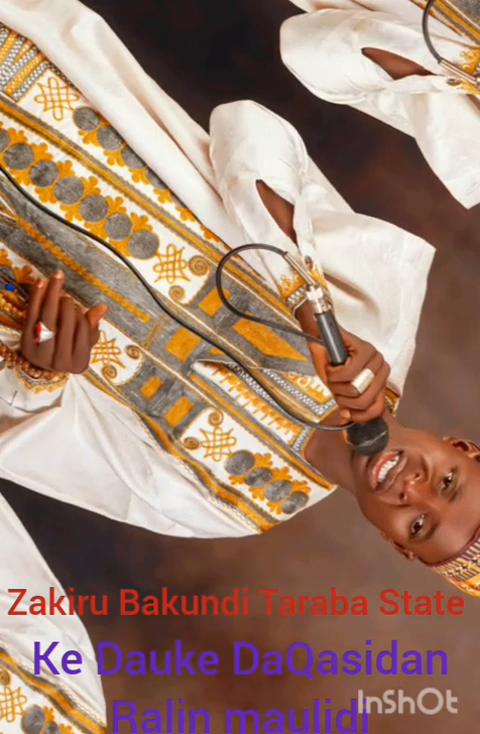 Zakiru Bakundi Taraba State
Ke Dauke DaQasidan
Ralin maulidi
InShOt